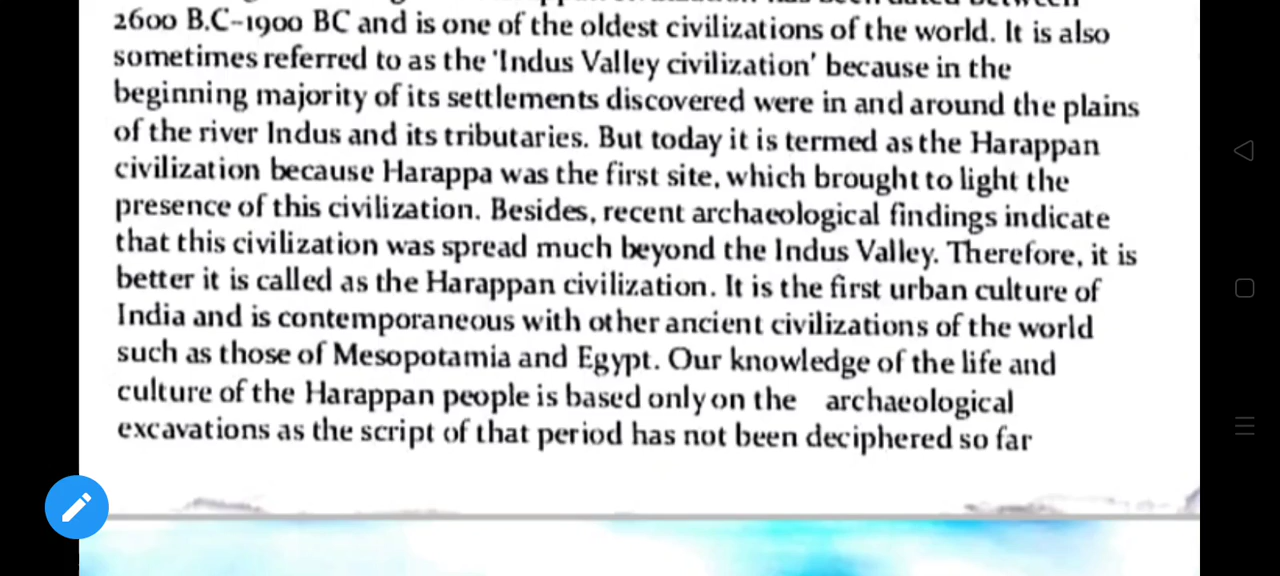 2600 B.C-1900 BC and is one of the oldest civilizations of the world. It is also
sometimes referred to as the 'Indus Valley civilization' because in the
beginning majority of its settlements discovered were in and around the plains
of the river Indus and its tributaries. But today it is termed as the Harappan
civilization because Harappa was the first site, which brought to light the
presence of this civilization. Besides, recent archaeological findings indicate
that this civilization was spread much beyond the Indus Valley. Therefore, it is
better it is called as the Harappan civilization. It is the first urban culture of
India and is contemporaneous with other ancient civilizations of the world
such as those of Mesopotamia and Egypt. Our knowledge of the life and
culture of the Harappan people is based only on the archaeological
excavations as the script of that period has not been deciphered so far